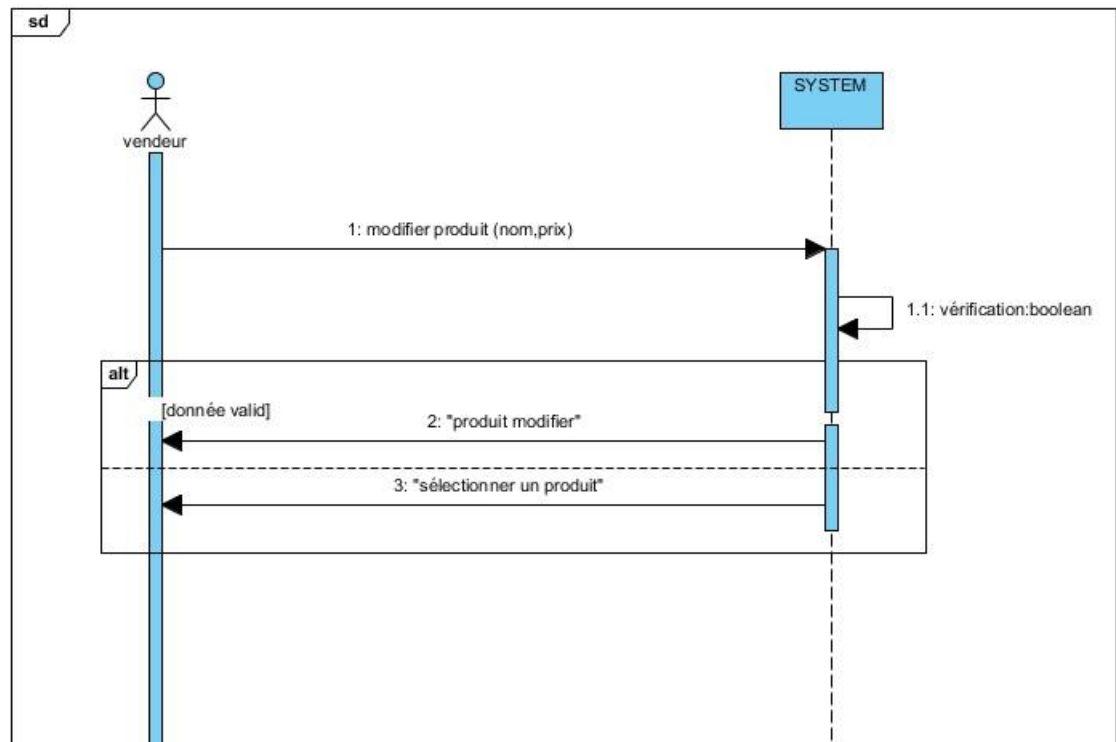 sd
SYSTEM
vendeur
1: modifier produit (nom,prix)
1.1: vérification:boolean
alt
[donnée valid]
2: "produit modifier"
3: "sélectionner un produit"